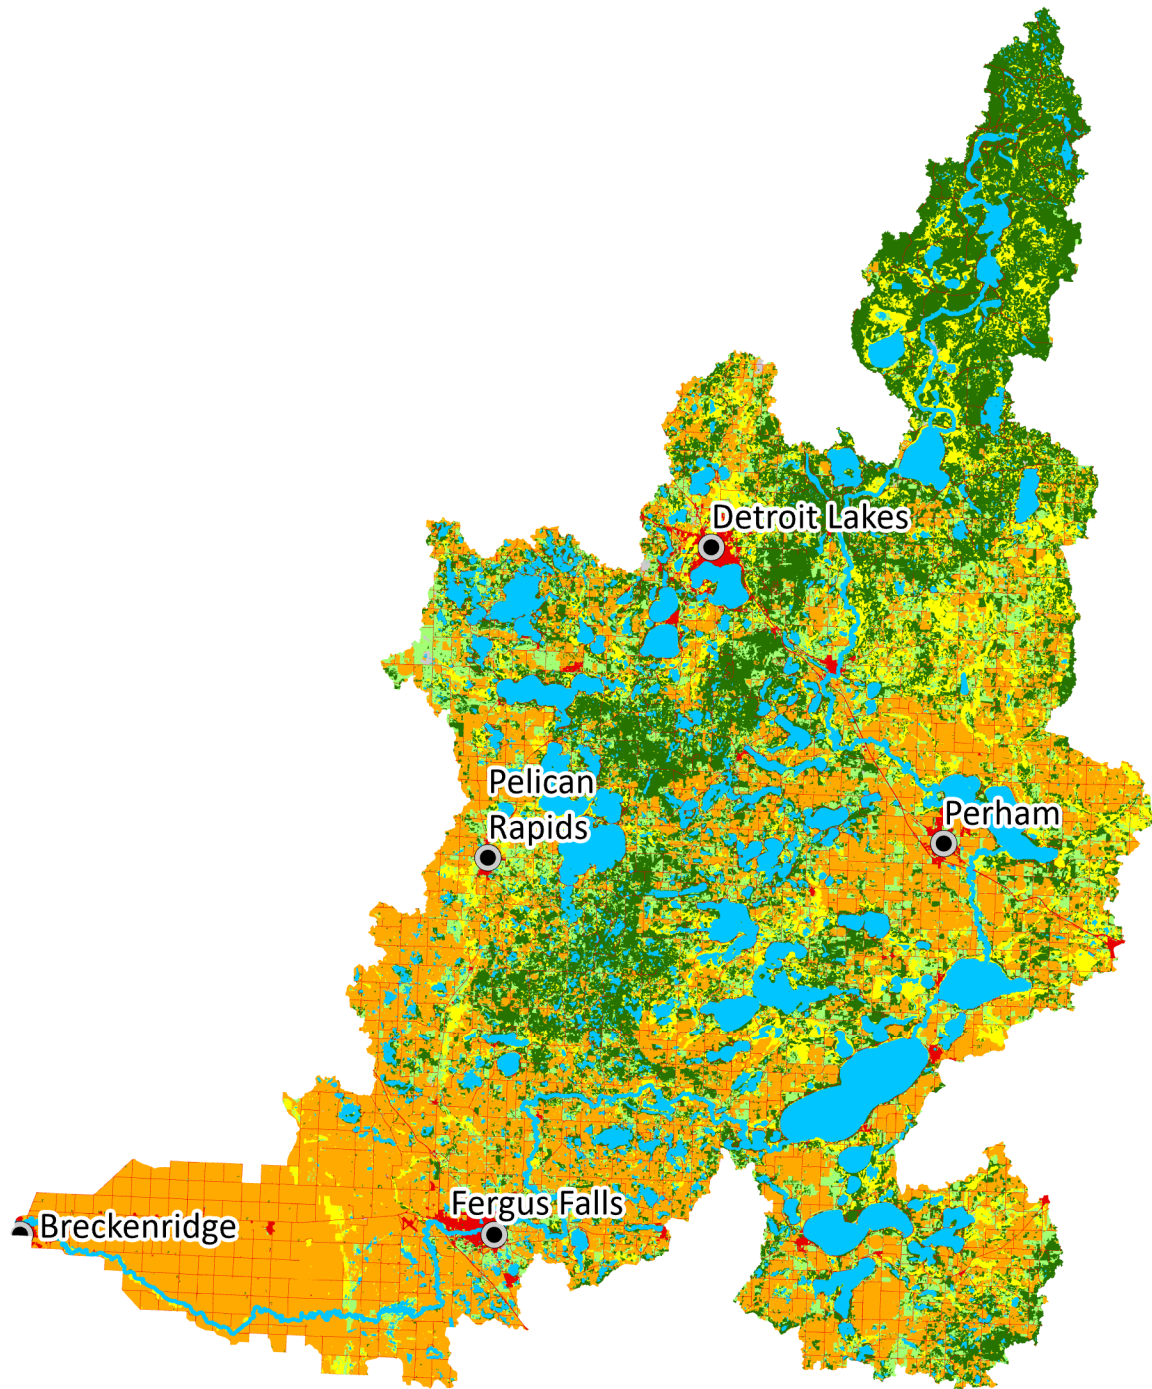 Detroit Lakes
Pelican
Rapids
Perham
Fergus Falls
Breckenridge